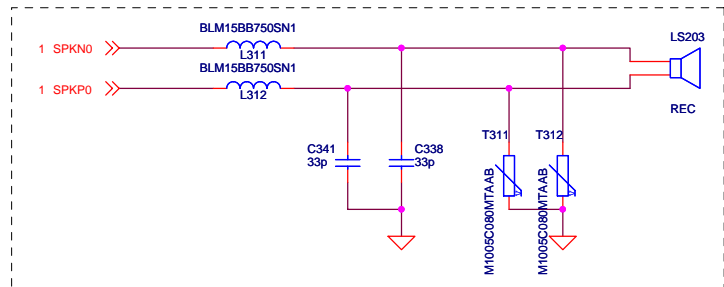 BLM15BB750SN1
LS203
1 SPKN0
L311
BLM15BB750SN1
1 SPKP0
L312
REC
T311
T312
C341
33p
C338
33p
M1005C080MTAAB
M1005C080MTAAB